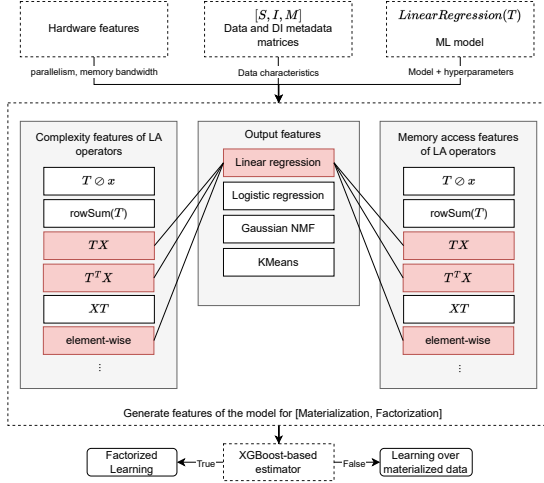 Hardware features
[S, I, M]
Data and DI metadata
matrices
LinearRegression(T)
ML model
parallelism, memory bandwidth
Data characteristics
Model + hyperparameters
Complexity features of LA
operators
T ⊘ x
rowSum(T)
TX
T^T X
XT
element-wise
⋮
Output features
Linear regression
Logistic regression
Gaussian NMF
KMeans
Memory access features
of LA operators
T ⊘ x
rowSum(T)
TX
T^T X
XT
element-wise
⋮
Generate features of the model for [Materialization, Factorization]
Factorized
Learning
True
XGBoost-based
estimator
False
Learning over
materialized data